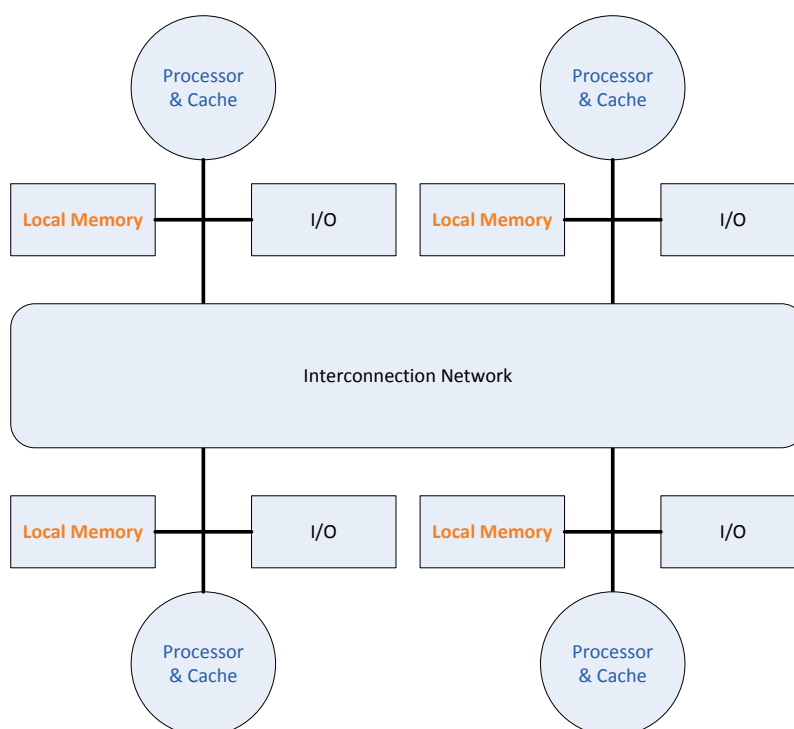 Processor
& Cache
Processor
& Cache
Local Memory
I/O
Local Memory
I/O
Interconnection Network
Local Memory
I/O
Local Memory
I/O
Processor
& Cache
Processor
& Cache